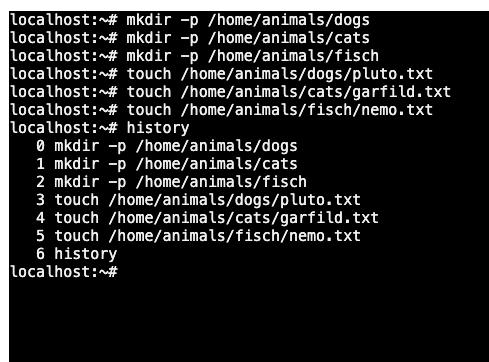 localhost:~# mkdir -p /home/animals/dogs
localhost:~# mkdir -p /home/animals/cats
localhost:~# mkdir -p /home/animals/fisch
localhost:~# touch /home/animals/dogs/pluto.txt
localhost:~# touch /home/animals/cats/garfild.txt
localhost:~# touch /home/animals/fisch/nemo.txt
localhost:~# history
   0 mkdir -p /home/animals/dogs
   1 mkdir -p /home/animals/cats
   2 mkdir -p /home/animals/fisch
   3 touch /home/animals/dogs/pluto.txt
   4 touch /home/animals/cats/garfild.txt
   5 touch /home/animals/fisch/nemo.txt
   6 history
localhost:~#